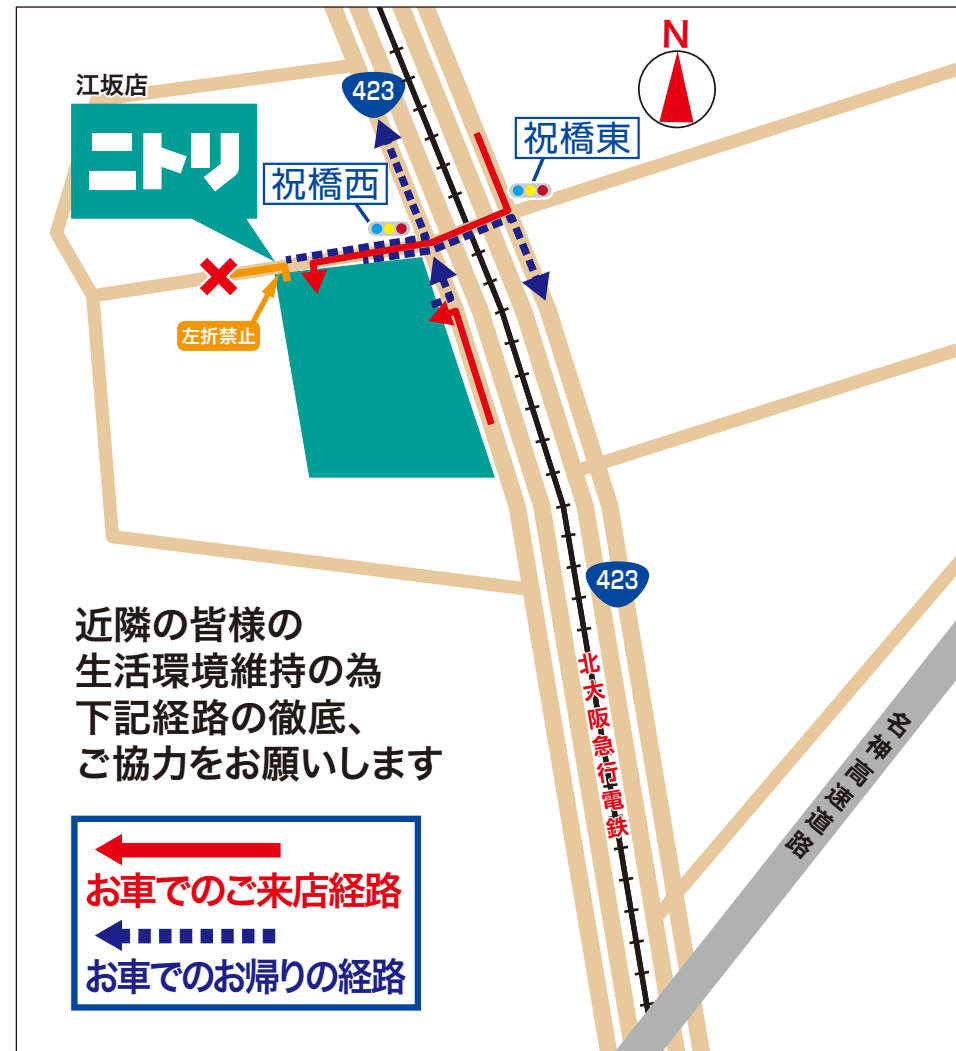 N
江坂店
ニトリ
423
祝橋東
祝橋西
左折禁止
423
北大阪急行電鉄
名神高速道路
近隣の皆様の
生活環境維持の為
下記経路の徹底、
ご協力をお願いします
お車でのご来店経路
お車でのお帰りの経路